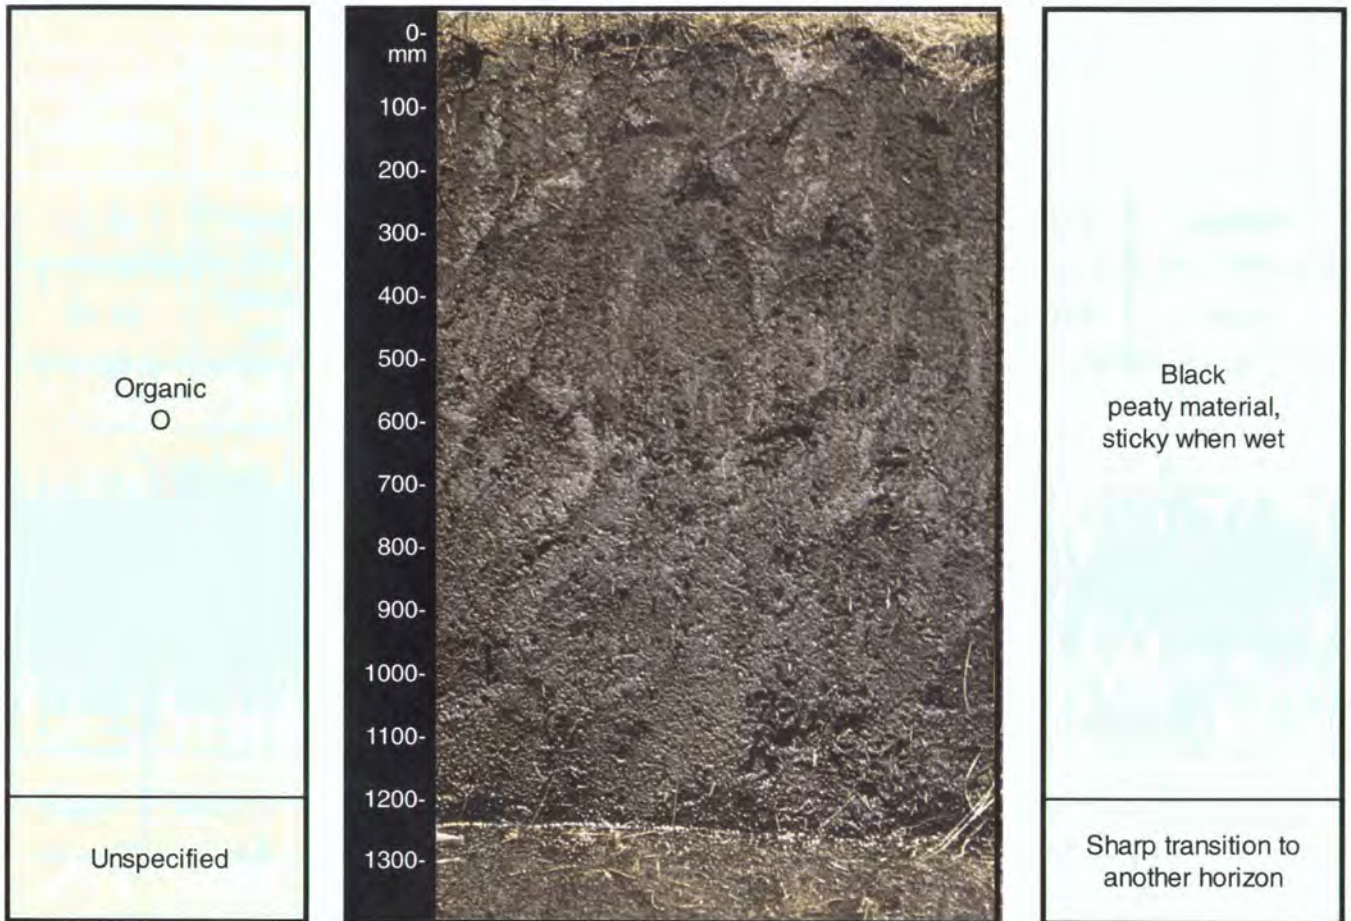 Organic
O
Unspecified
0-
mm
100-
200-
300-
400-
500-
600-
700-
800-
900-
1000-
1100-
1200-
1300-
Black
peaty material,
sticky when wet
Sharp transition to
another horizon